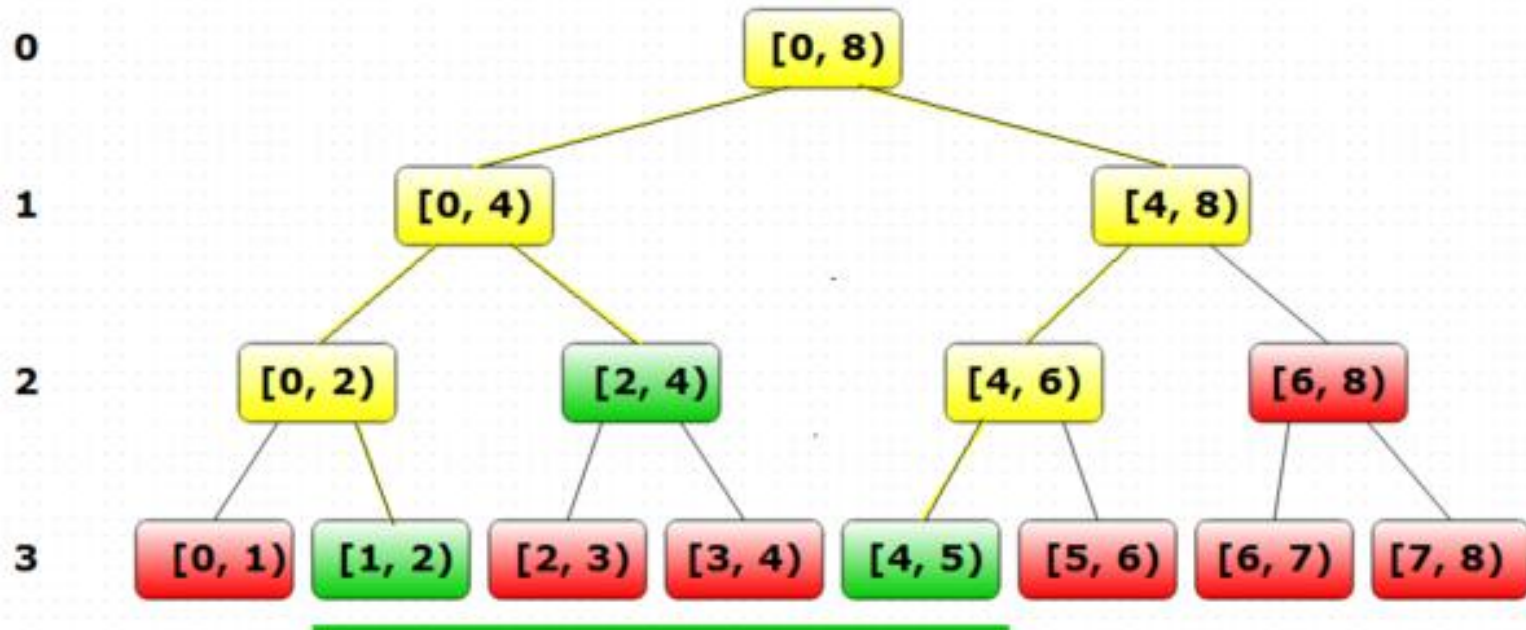 0 [0, 8)
1 [0, 4) [4, 8)
2 [0, 2) [2, 4) [4, 6) [6, 8)
3 [0, 1) [1, 2) [2, 3) [3, 4) [4, 5) [5, 6) [6, 7) [7, 8)